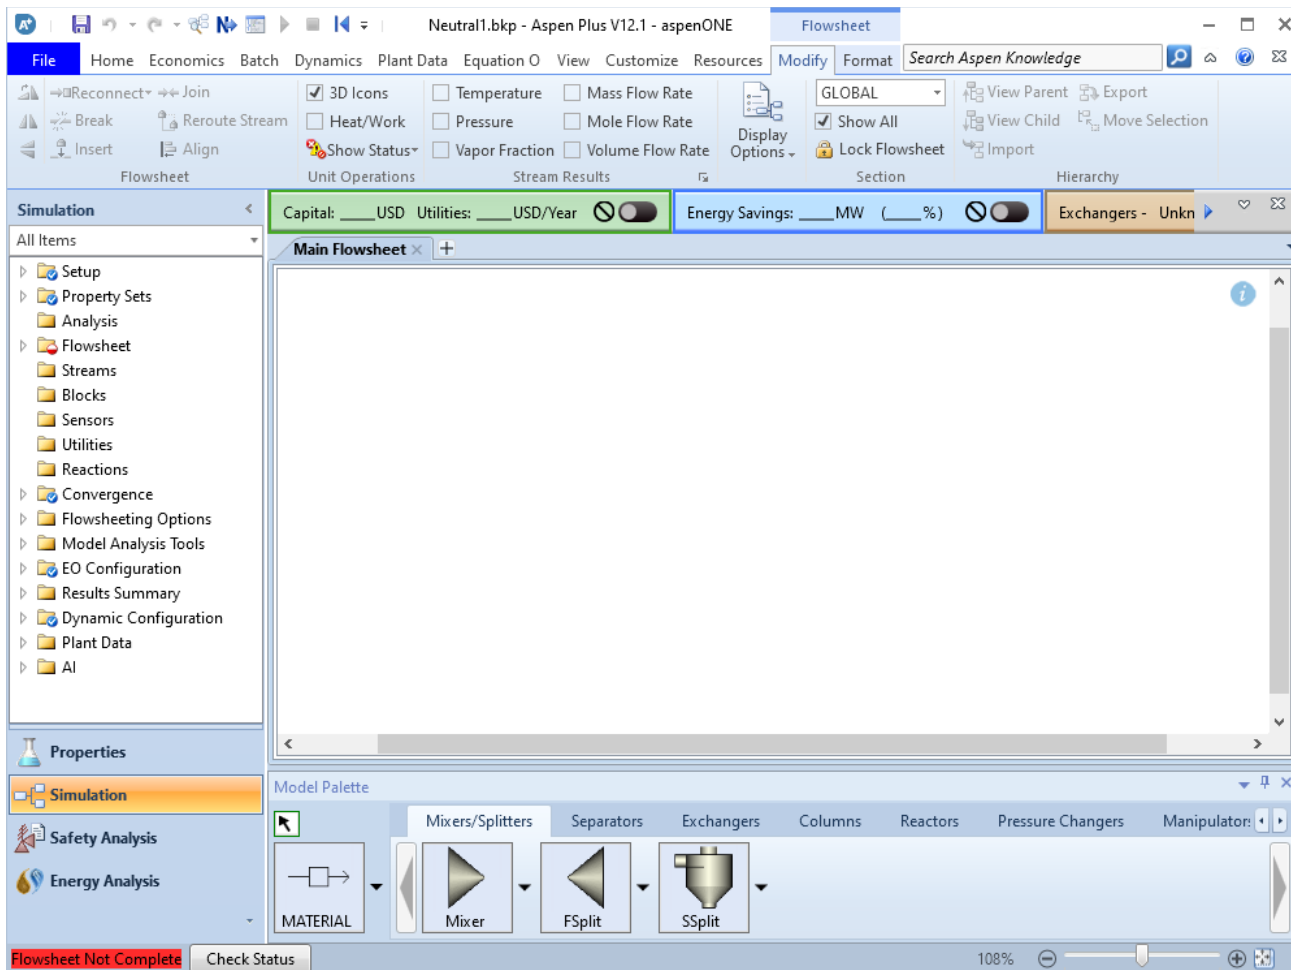 Neutral1.bkp - Aspen Plus V12.1 - aspenONE
Flowsheet
File Home Economics Batch Dynamics Plant Data Equation O View Customize Resources Modify Format Search Aspen Knowledge
Reconnect Join
Break Reroute Stream
Insert Align
Flowsheet
3D Icons
Heat/Work
Show Status
Unit Operations
Temperature Mass Flow Rate
Pressure Mole Flow Rate
Vapor Fraction Volume Flow Rate
Stream Results
Display
Options
GLOBAL
Show All
Lock Flowsheet
Section
View Parent Export
View Child Move Selection
Import
Hierarchy
Simulation
All Items
Setup
Property Sets
Analysis
Flowsheet
Streams
Blocks
Sensors
Utilities
Reactions
Convergence
Flowsheeting Options
Model Analysis Tools
EO Configuration
Results Summary
Dynamic Configuration
Plant Data
AI
Properties
Simulation
Safety Analysis
Energy Analysis
Capital: ____USD Utilities: ____USD/Year
Energy Savings: ____MW (____%)
Exchangers - Unkn
Main Flowsheet
Model Palette
Mixers/Splitters Separators Exchangers Columns Reactors Pressure Changers Manipulator
MATERIAL Mixer FSplit SSplit
Flowsheet Not Complete Check Status
108%